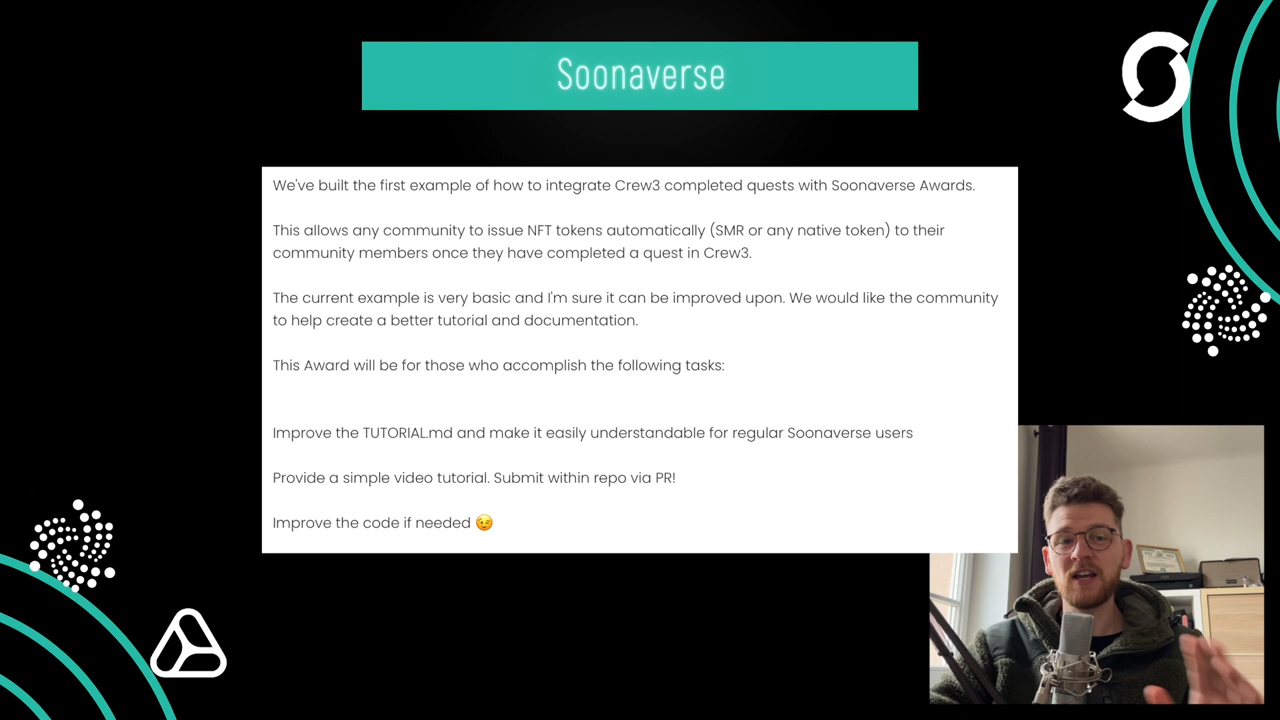 Soonaverse
We've built the first example of how to integrate Crew3 completed quests with Soonaverse Awards.
This allows any community to issue NFT tokens automatically (SMR or any native token) to their
community members once they have completed a quest in Crew3.
The current example is very basic and I'm sure it can be improved upon. We would like the community
to help create a better tutorial and documentation.
This Award will be for those who accomplish the following tasks:
Improve the TUTORIAL.md and make it easily understandable for regular Soonaverse users
Provide a simple video tutorial. Submit within repo via PR!
Improve the code if needed 😉